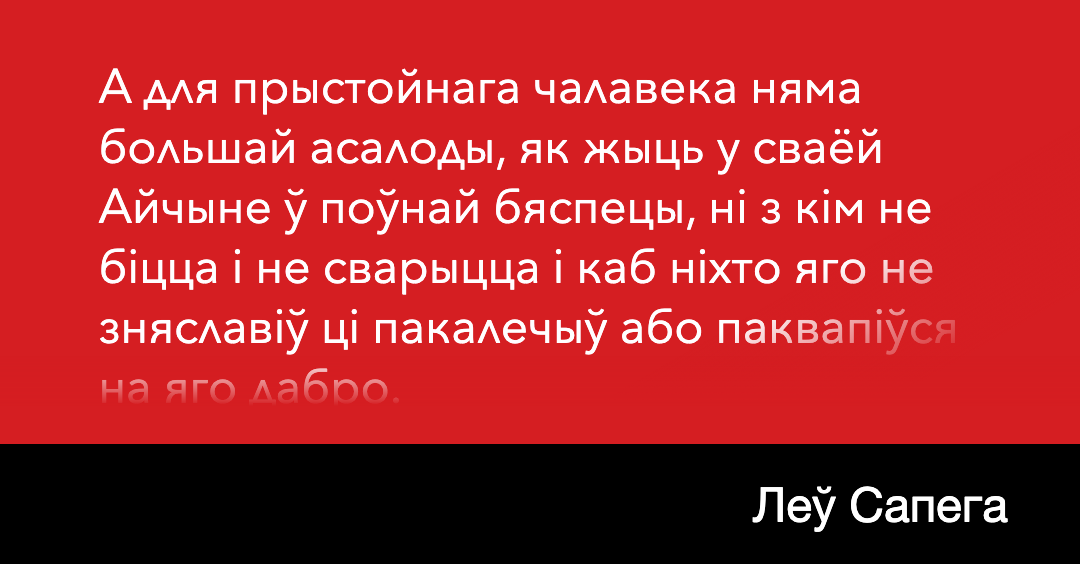 А для прыстойнага чалавека няма
большай асалоды, як жыць у сваёй
Айчыне ў поўнай бяспецы, ні з кім не
біцца і не сварыцца і каб ніхто яго не
зняславіў ці пакалечыў або паквапіўся
на яго дабро.
Леў Сапега